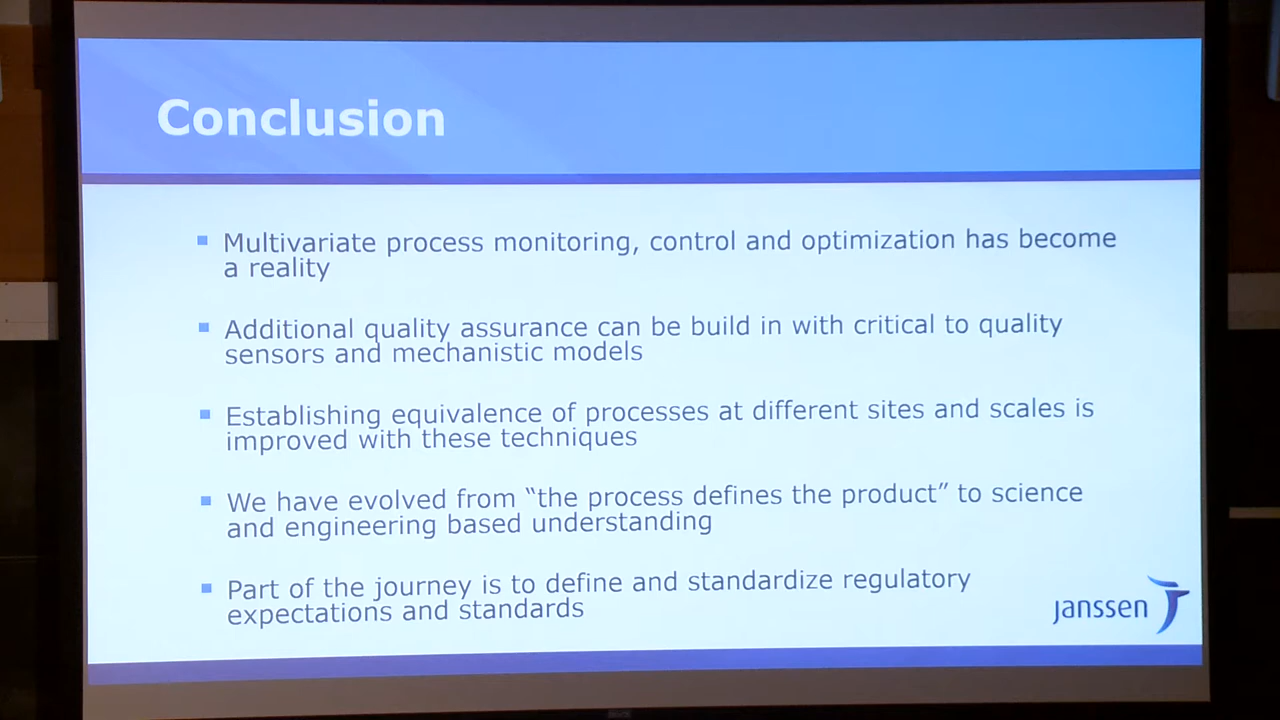 Conclusion
Multivariate process monitoring, control and optimization has become
a reality
Additional quality assurance can be build in with critical to quality
sensors and mechanistic models
Establishing equivalence of processes at different sites and scales is
improved with these techniques
We have evolved from “the process defines the product” to science
and engineering based understanding
Part of the journey is to define and standardize regulatory
expectations and standards
janssen